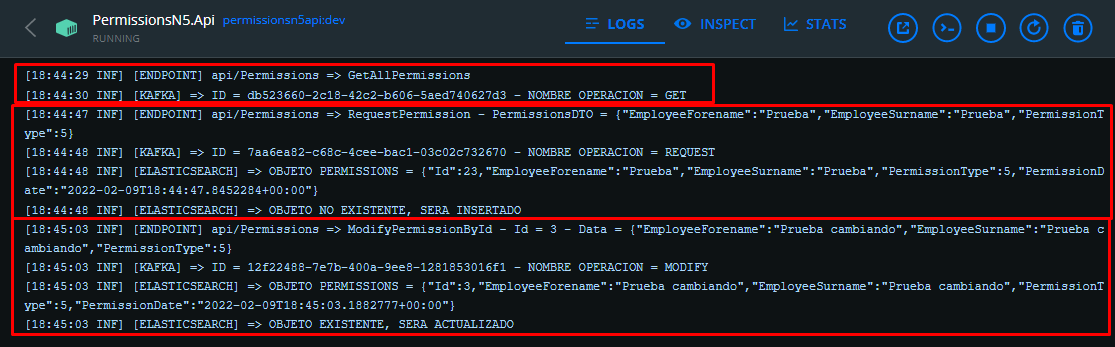 PermissionsN5.Api permissionsn5api:dev
RUNNING
LOGS INSPECT STATS
[18:44:29 INF] [ENDPOINT] api/Permissions => GetAllPermissions
[18:44:30 INF] [KAFKA] => ID = db523660-2c18-42c2-b606-5aed740627d3 - NOMBRE OPERACION = GET
[18:44:47 INF] [ENDPOINT] api/Permissions => RequestPermission - PermissionsDTO = {"EmployeeForename":"Prueba","EmployeeSurname":"Prueba","PermissionT
ype":5}
[18:44:48 INF] [KAFKA] => ID = 7aa6ea82-c68c-4cee-bac1-03c02c732670 - NOMBRE OPERACION = REQUEST
[18:44:48 INF] [ELASTICSEARCH] => OBJETO PERMISSIONS = {"Id":23,"EmployeeForename":"Prueba","EmployeeSurname":"Prueba","PermissionType":5,"PermissionD
ate":"2022-02-09T18:44:47.8452284+00:00"}
[18:44:48 INF] [ELASTICSEARCH] => OBJETO NO EXISTENTE, SERA INSERTADO
[18:45:03 INF] [ENDPOINT] api/Permissions => ModifyPermissionById - Id = 3 - Data = {"EmployeeForename":"Prueba cambiando","EmployeeSurname":"Prueba c
ambiando","PermissionType":5}
[18:45:03 INF] [KAFKA] => ID = 12f22488-7e7b-400a-9ee8-1281853016f1 - NOMBRE OPERACION = MODIFY
[18:45:03 INF] [ELASTICSEARCH] => OBJETO PERMISSIONS = {"Id":3,"EmployeeForename":"Prueba cambiando","EmployeeSurname":"Prueba cambiando","PermissionT
ype":5,"PermissionDate":"2022-02-09T18:45:03.1882777+00:00"}
[18:45:03 INF] [ELASTICSEARCH] => OBJETO EXISTENTE, SERA ACTUALIZADO